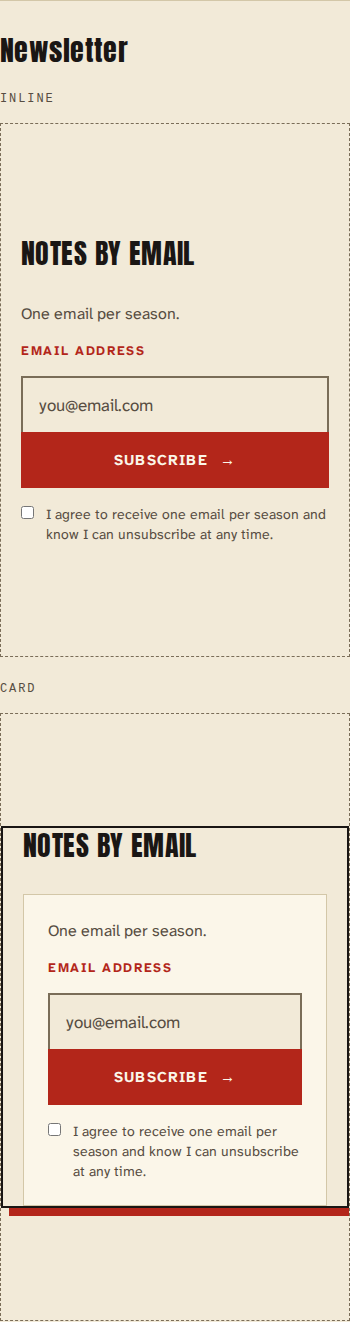 Newsletter
INLINE
NOTES BY EMAIL
One email per season.
EMAIL ADDRESS
you@email.com
SUBSCRIBE →
I agree to receive one email per season and
know I can unsubscribe at any time.
CARD
NOTES BY EMAIL
One email per season.
EMAIL ADDRESS
you@email.com
SUBSCRIBE →
I agree to receive one email per
season and know I can unsubscribe
at any time.